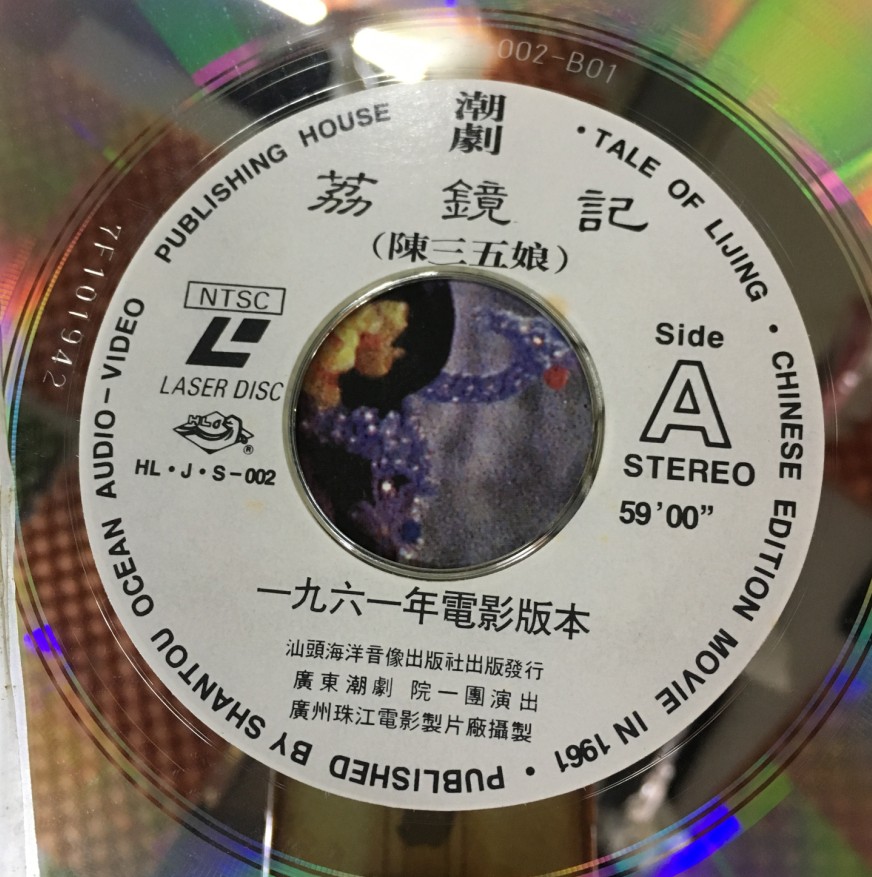 002-B01
7F101942
潮
劇
荔鏡記
（陳三五娘）
NTSC
LASER DISC
HLOS
®
HL・J・S-002
Side
A
STEREO
59'00”
一九六一年電影版本
汕頭海洋音像出版社出版發行
廣東潮劇 院一團演出
廣州珠江電影製片廠攝製
• TALE OF LIJING • CHINESE EDITION MOVIE IN 1961 • PUBLISHED BY SHANTOU OCEAN AUDIO-VIDEO PUBLISHING HOUSE